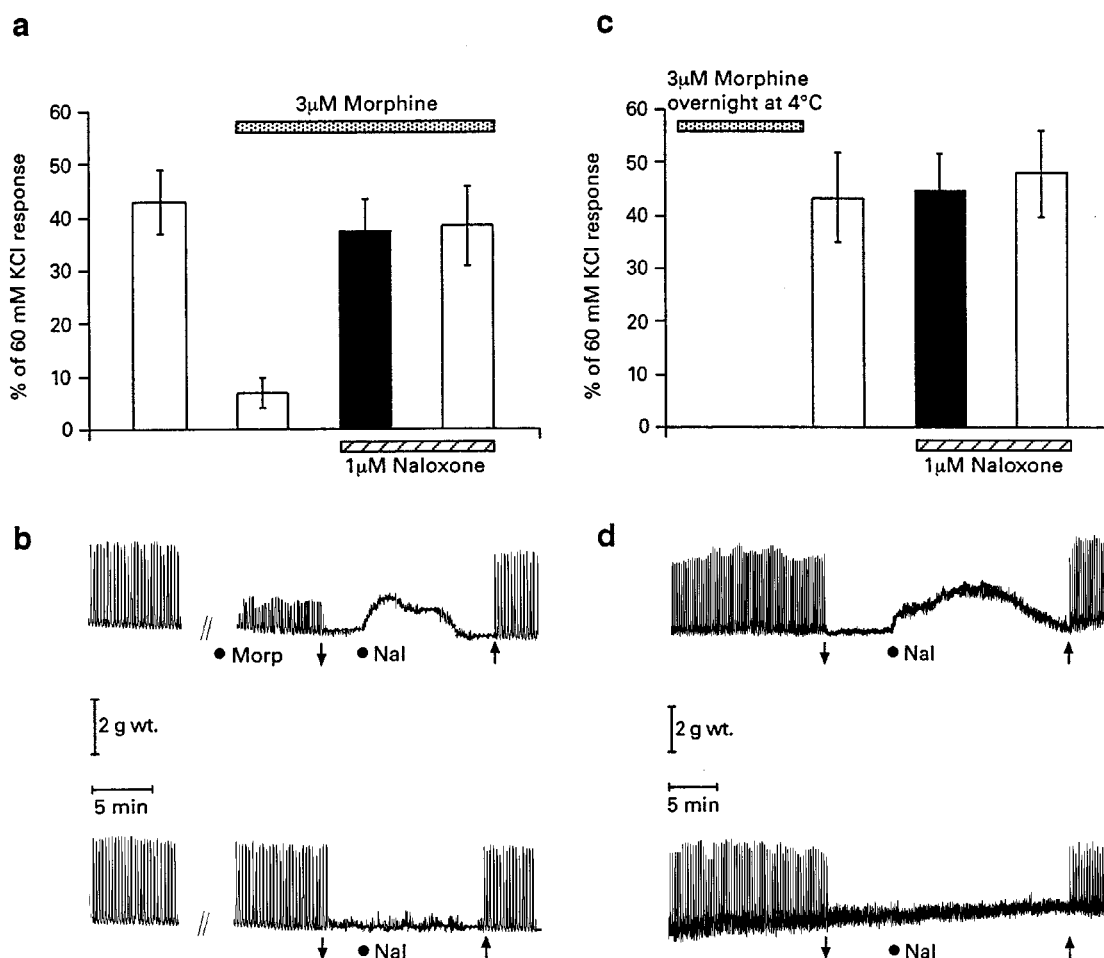 a
3µM Morphine
60
50
40
30
20
10
0
% of 60 mM KCl response
1µM Naloxone
c
3µM Morphine
overnight at 4°C
60
50
40
30
20
10
0
% of 60 mM KCl response
1µM Naloxone
b
● Morp
● Nal
2 g wt.
5 min
● Nal
d
● Nal
2 g wt.
5 min
● Nal